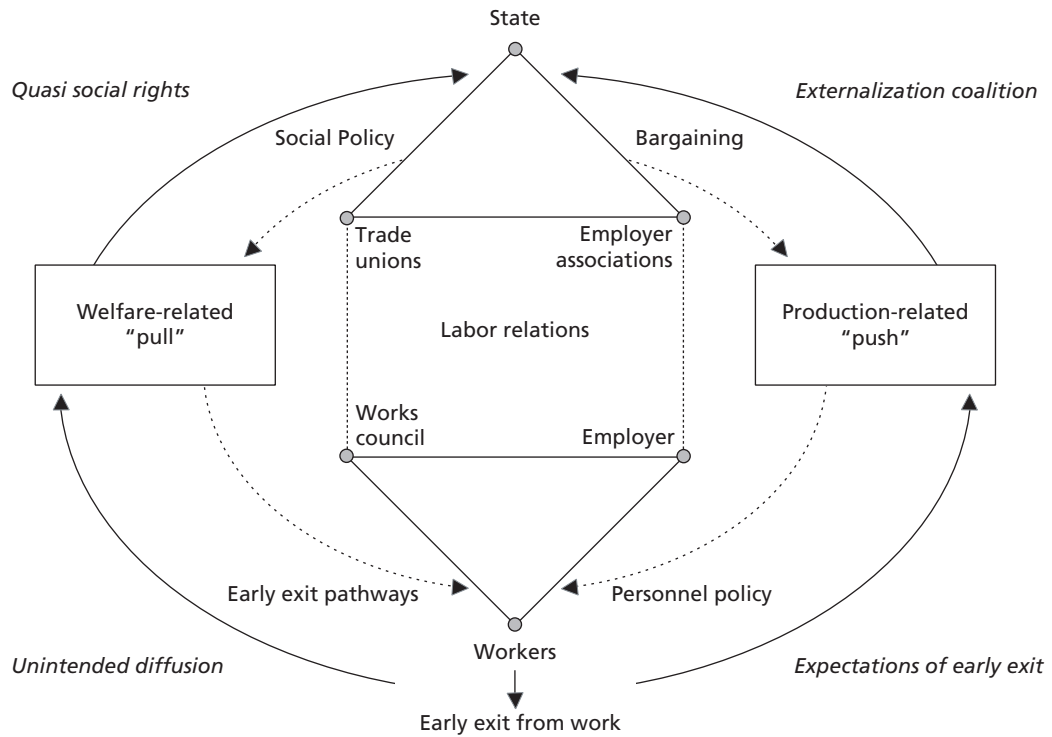 State
Quasi social rights
Externalization coalition
Social Policy
Bargaining
Trade
unions
Employer
associations
Welfare-related
“pull”
Labor relations
Production-related
“push”
Works
council
Employer
Early exit pathways
Personnel policy
Workers
Unintended diffusion
Expectations of early exit
Early exit from work